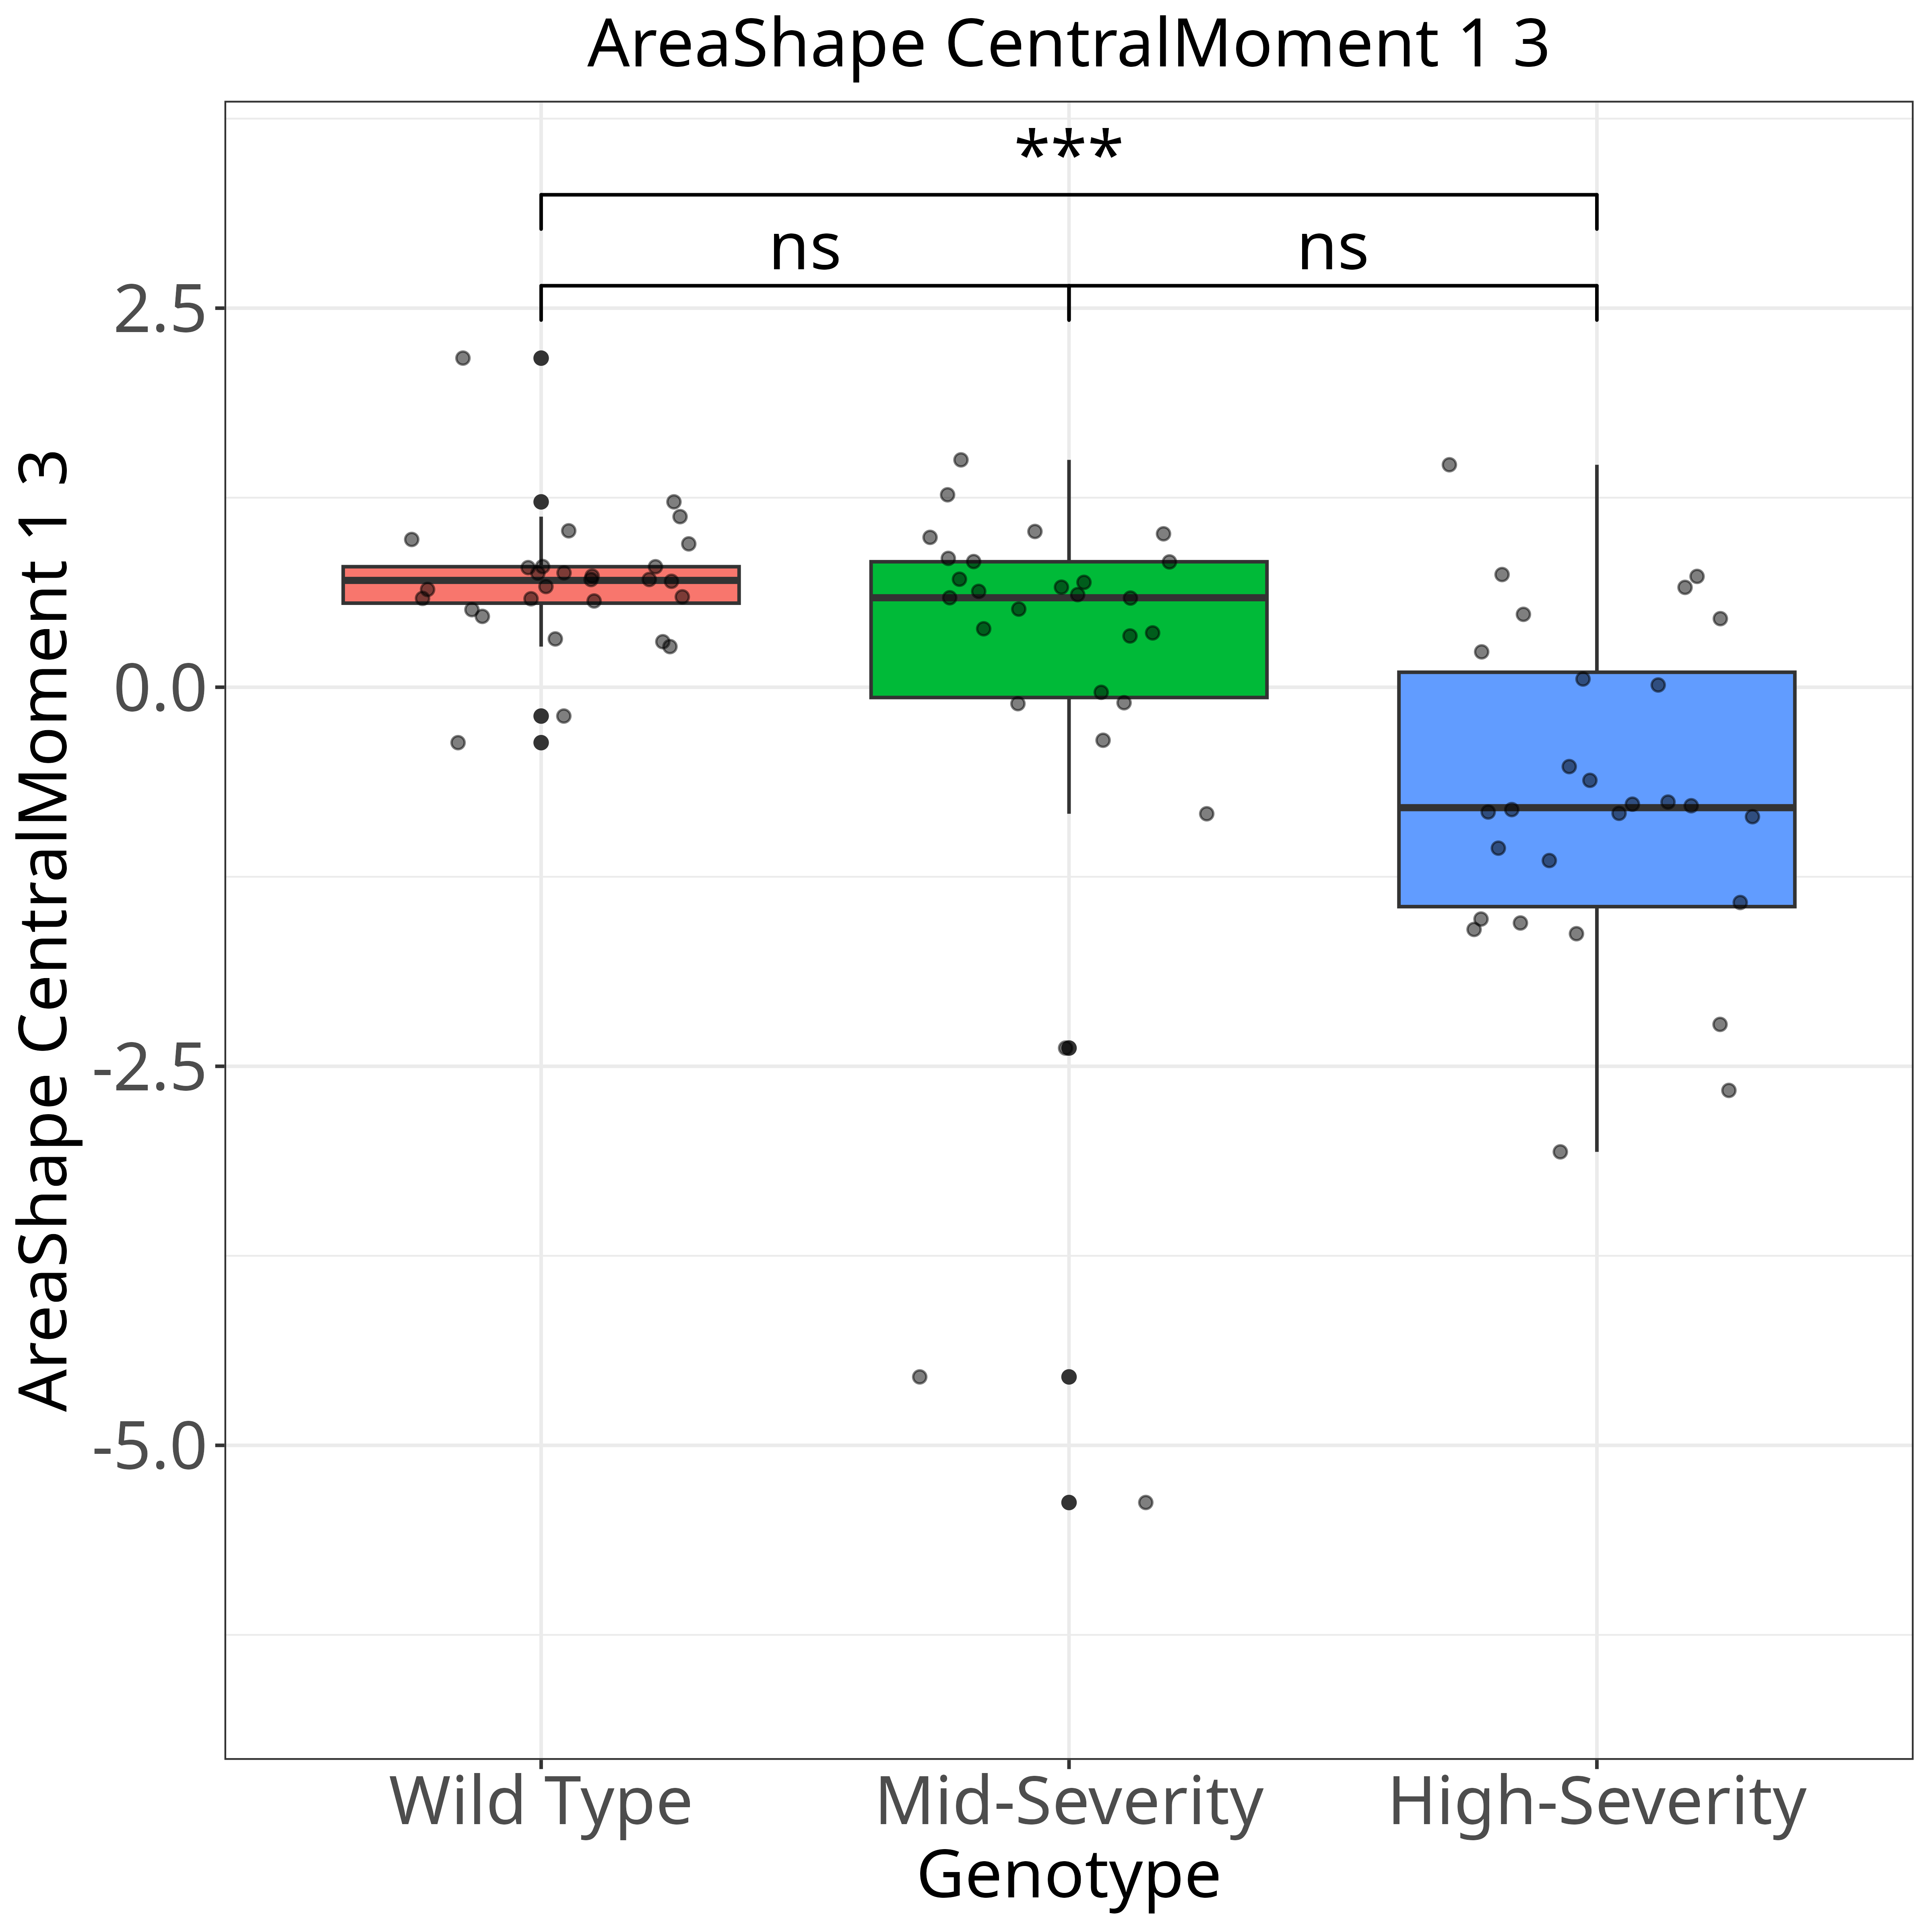 AreaShape CentralMoment 1 3
***
ns ns
2.5
0.0
-2.5
-5.0
AreaShape CentralMoment 1 3
Wild Type Mid-Severity High-Severity
Genotype